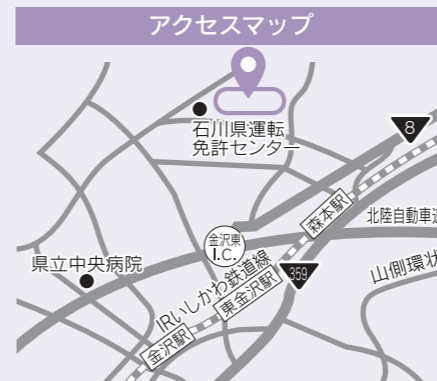 アクセスマップ
石川県運転
免許センター
8
森本駅
北陸自動車道
金沢東
I.C.
県立中央病院
IRいしかわ鉄道線
東金沢駅
359
山側環状
金沢駅